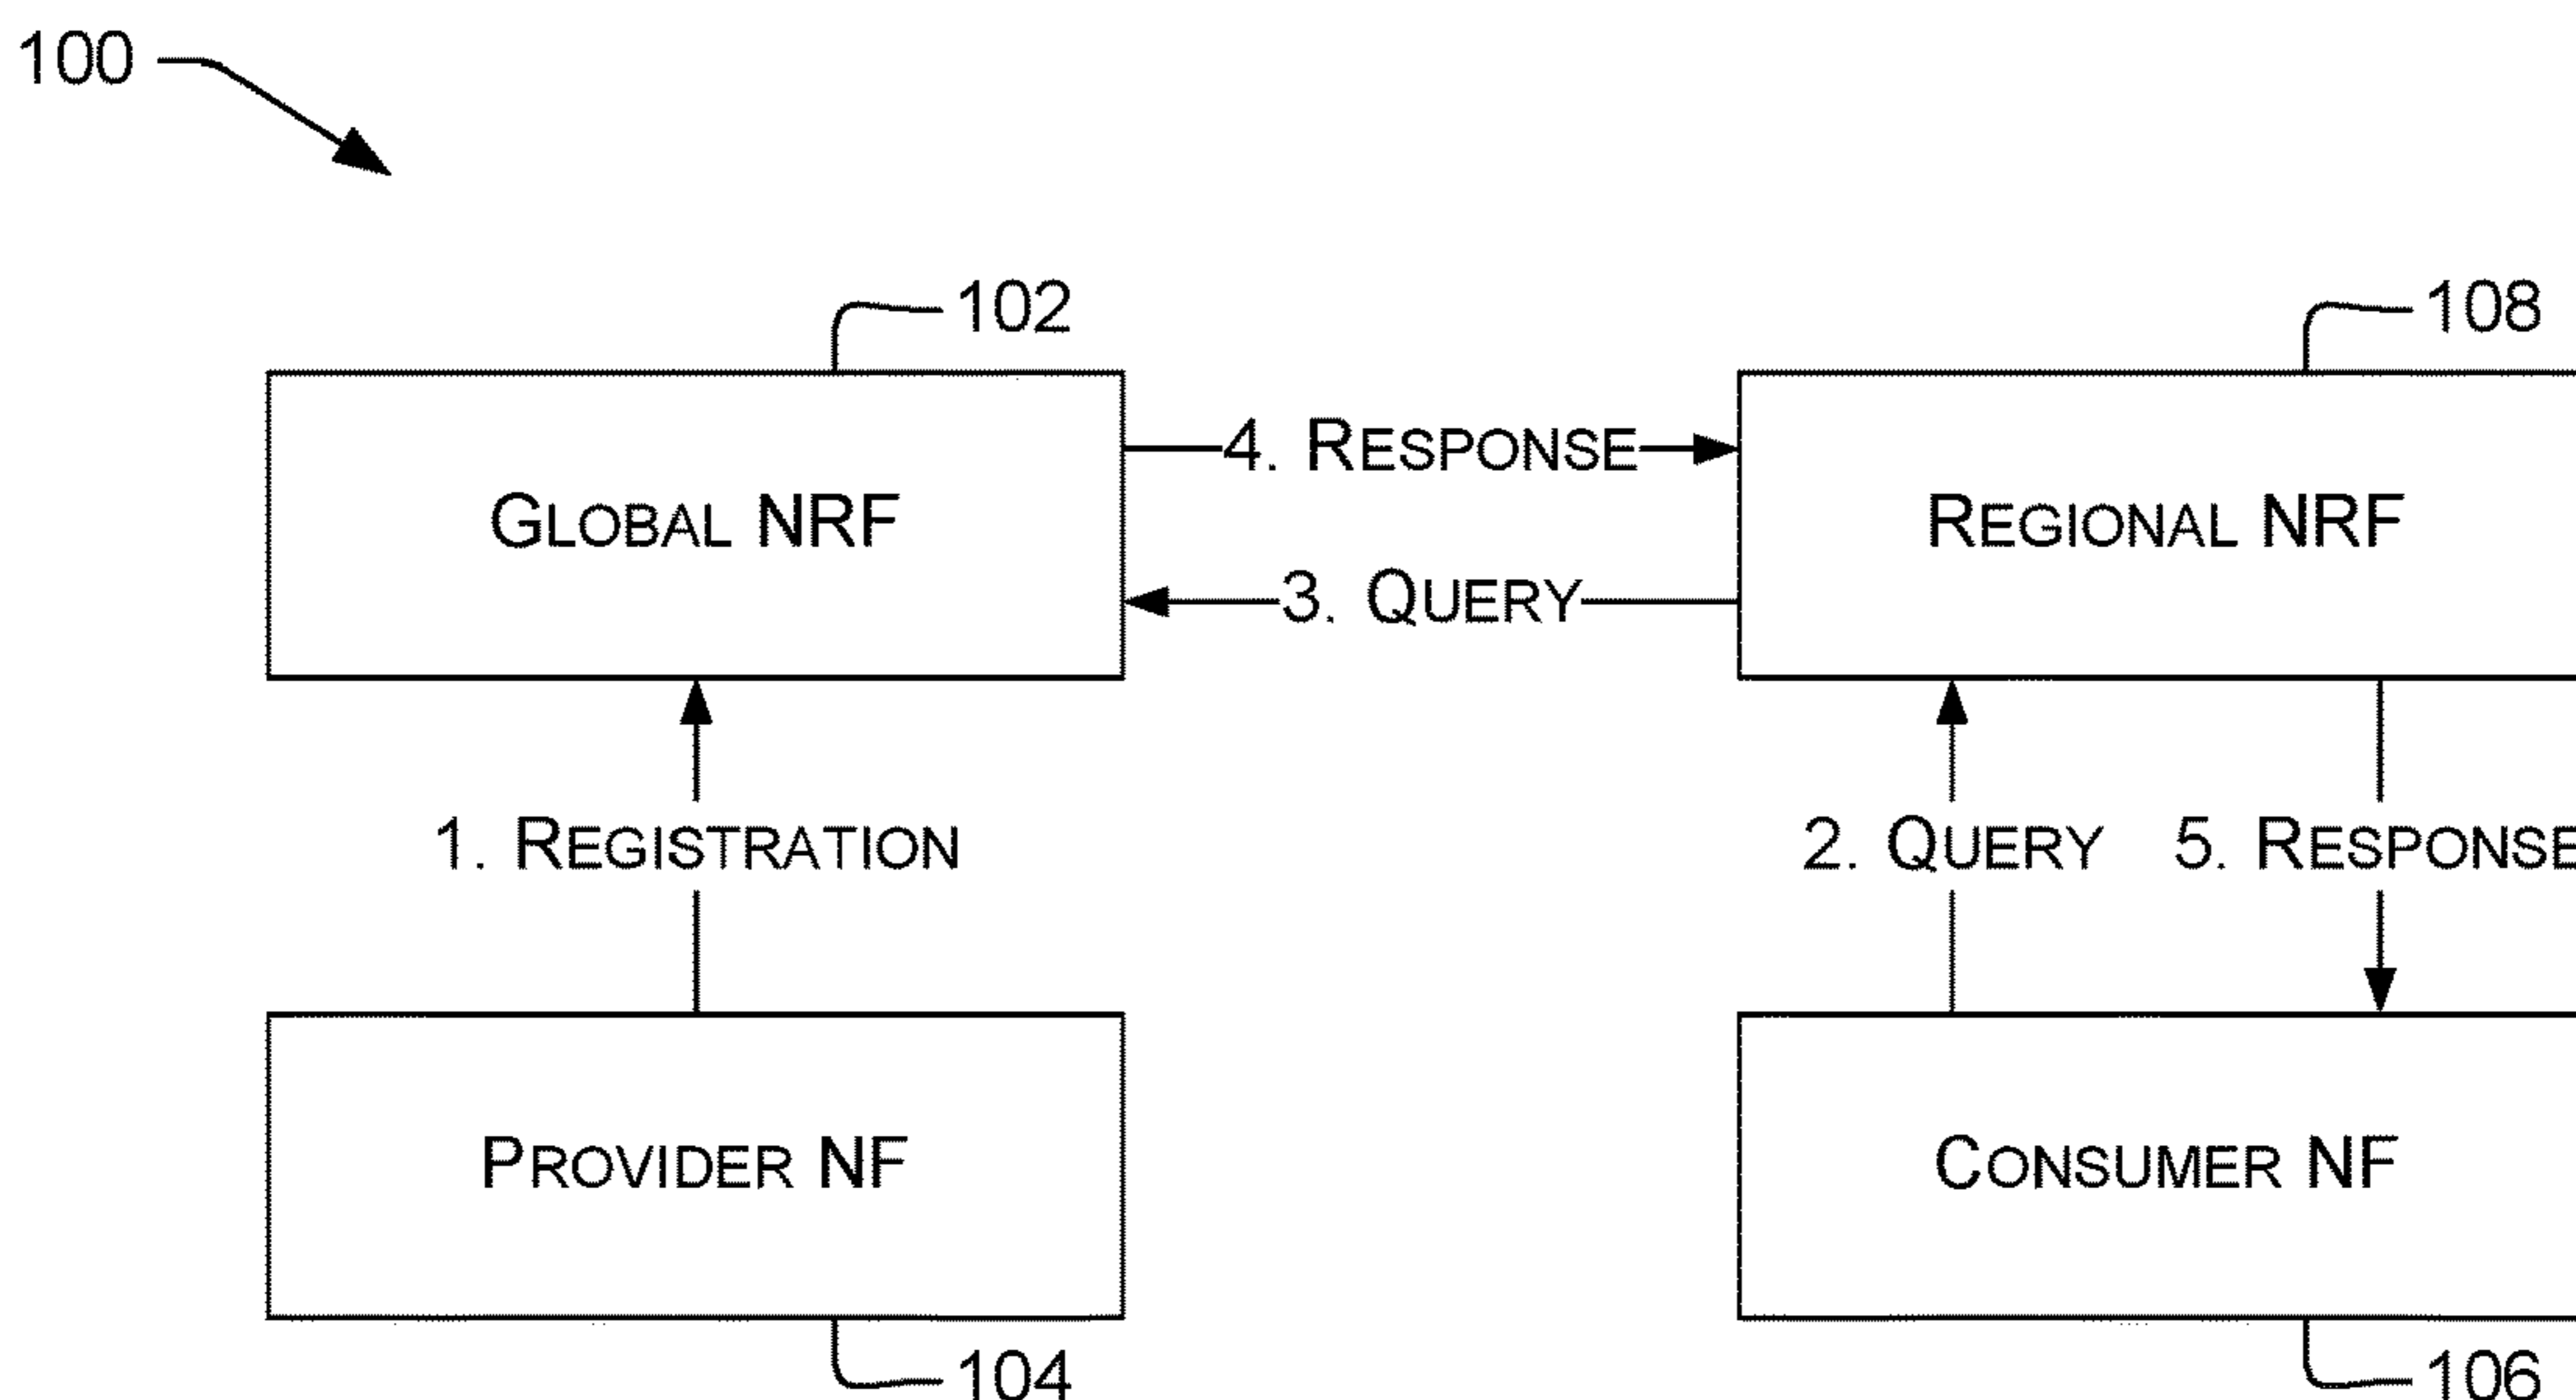 100
102
108
4. RESPONSE
GLOBAL NRF
REGIONAL NRF
3. QUERY
1. REGISTRATION
2. QUERY
5. RESPONSE
PROVIDER NF
CONSUMER NF
104
106